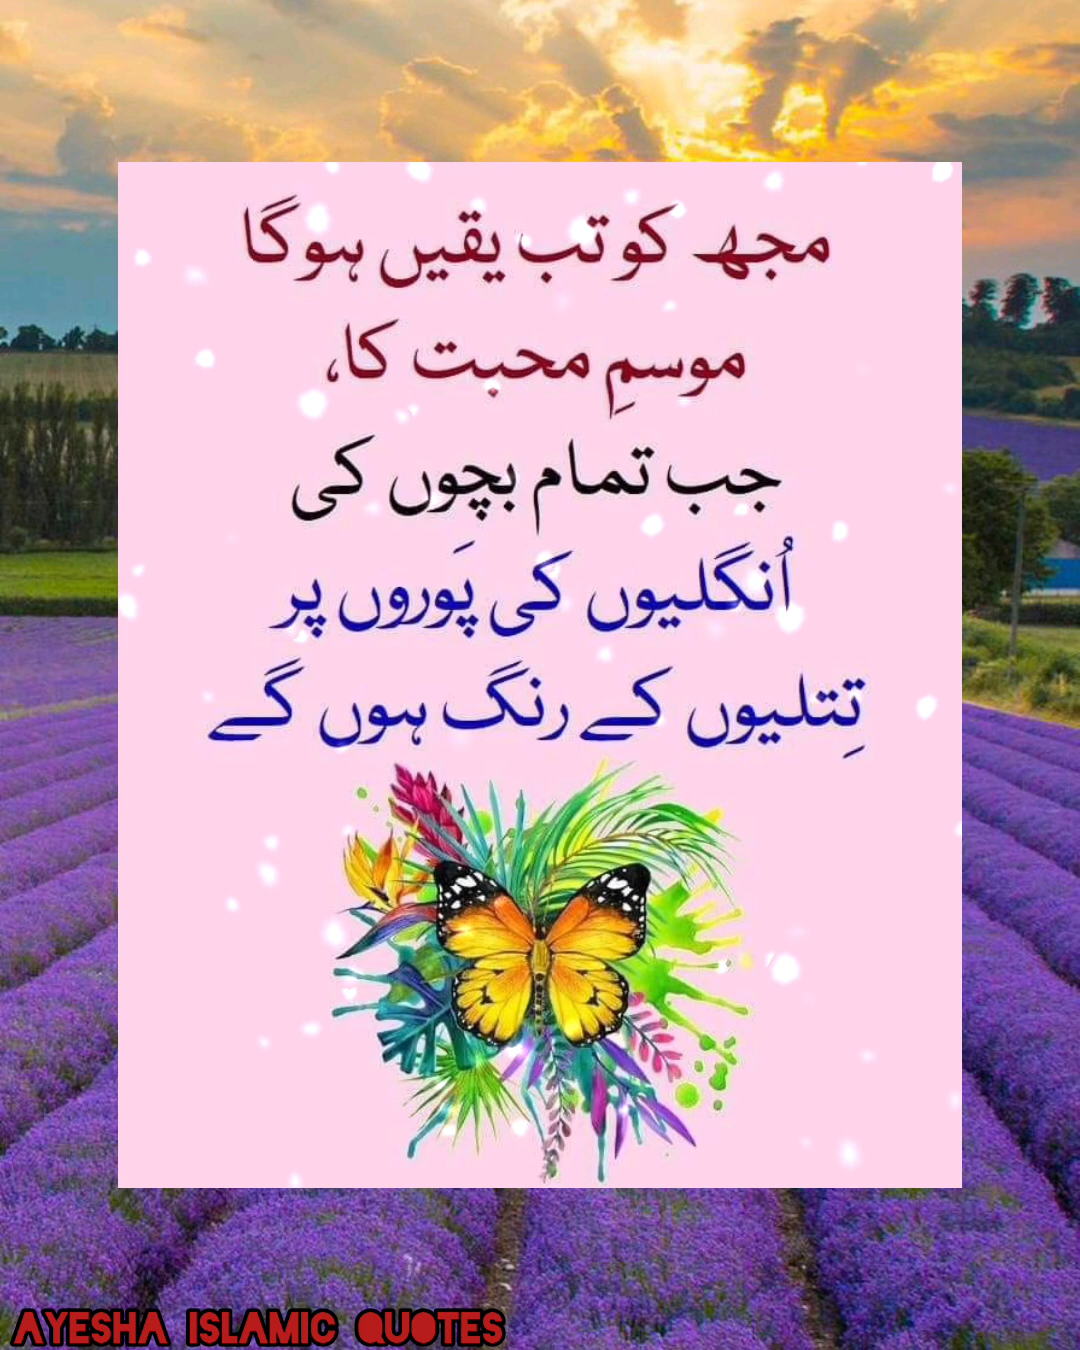 مجھ کو تب یقیں ہوگا
موسمِ محبت کا،
جب تمام بچوں کی
اُنگلیوں کی پَوروں پر
تِتلیوں کے رنگ ہوں گے
AYESHA ISLAMIC QUOTES